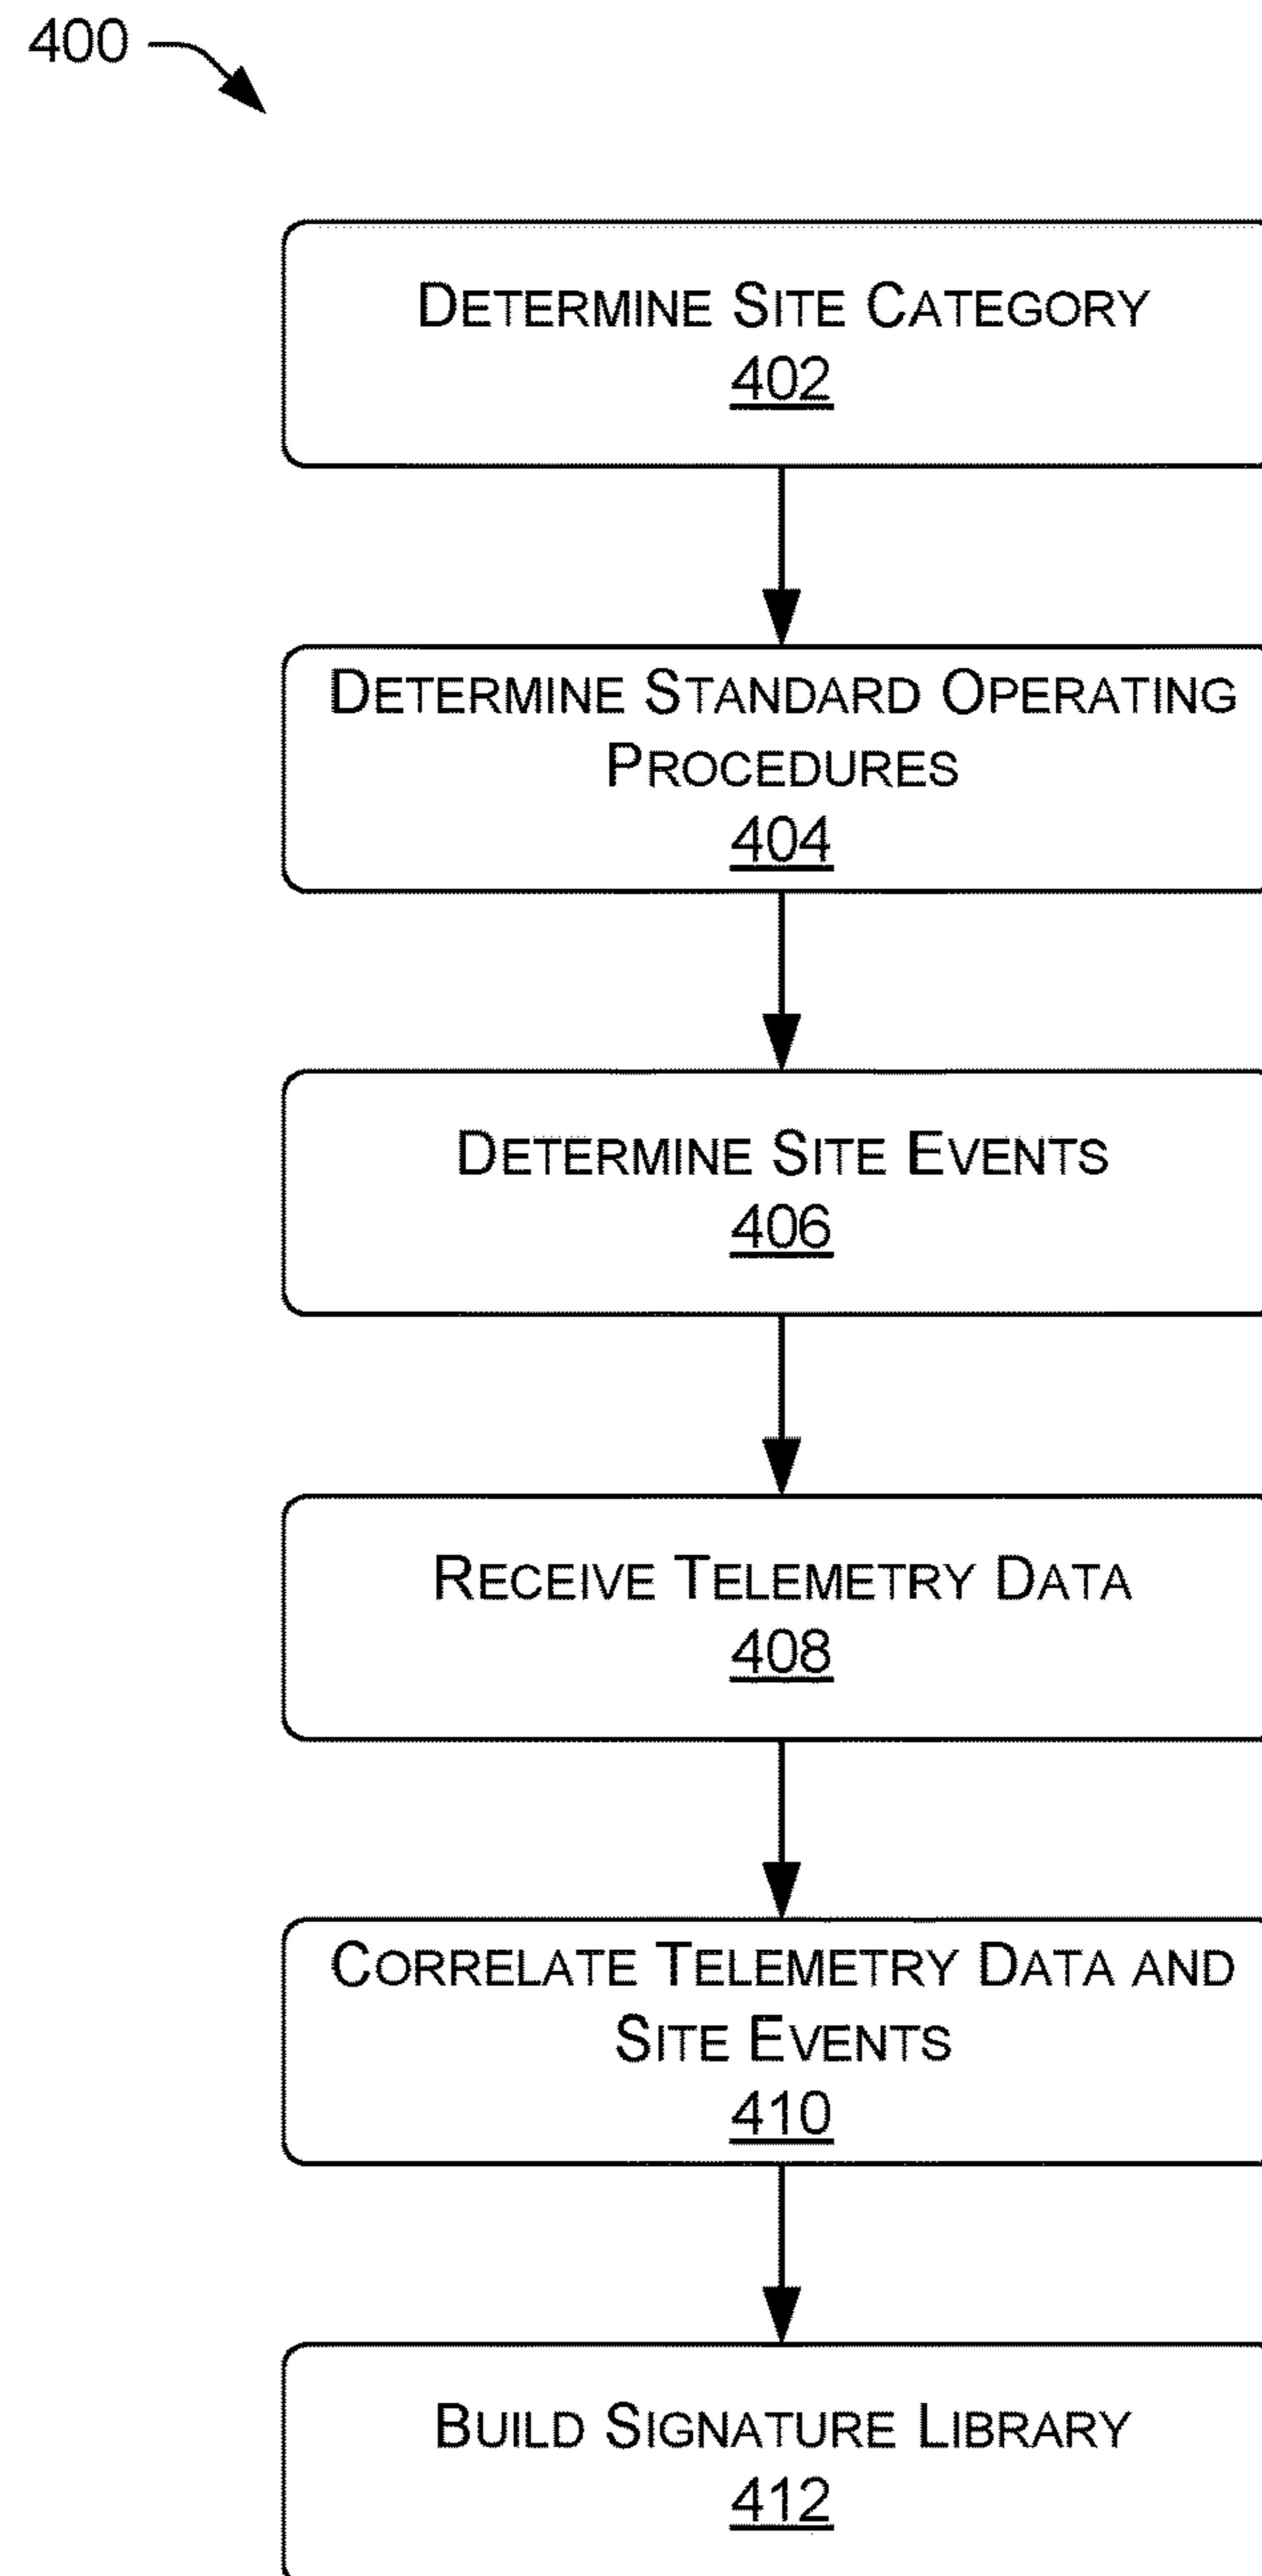 400
DETERMINE SITE CATEGORY
402
DETERMINE STANDARD OPERATING
PROCEDURES
404
DETERMINE SITE EVENTS
406
RECEIVE TELEMETRY DATA
408
CORRELATE TELEMETRY DATA AND
SITE EVENTS
410
BUILD SIGNATURE LIBRARY
412